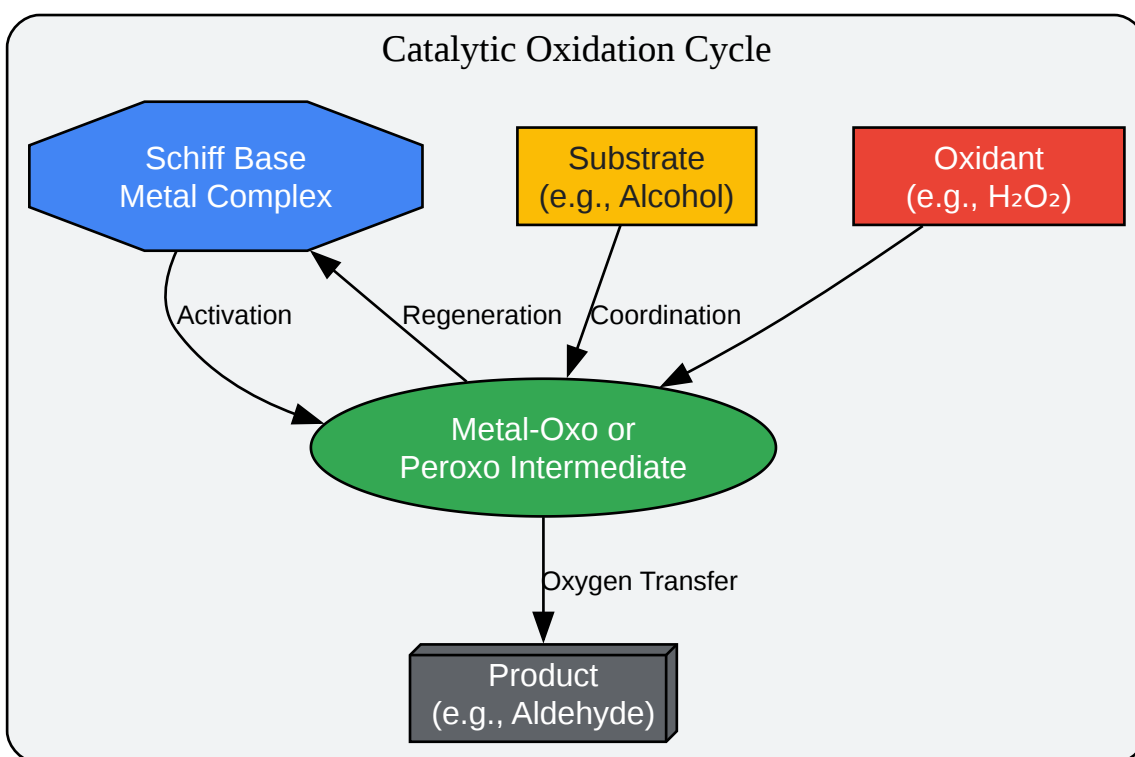 Catalytic Oxidation Cycle
Schiff Base
Metal Complex
Substrate
(e.g., Alcohol)
Oxidant
(e.g., H₂O₂)
Activation
Regeneration
Coordination
Metal-Oxo or
Peroxo Intermediate
Oxygen Transfer
Product
(e.g., Aldehyde)